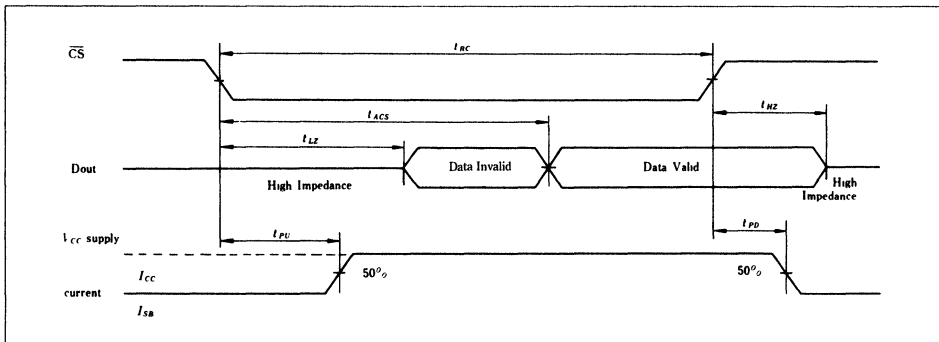 tRC
CS
tACS
tHZ
tLZ
Dout
Data Invalid
Data Valid
High Impedance
High
Impedance
tPU
tPD
VCC supply
ICC
50%
50%
current
ISB